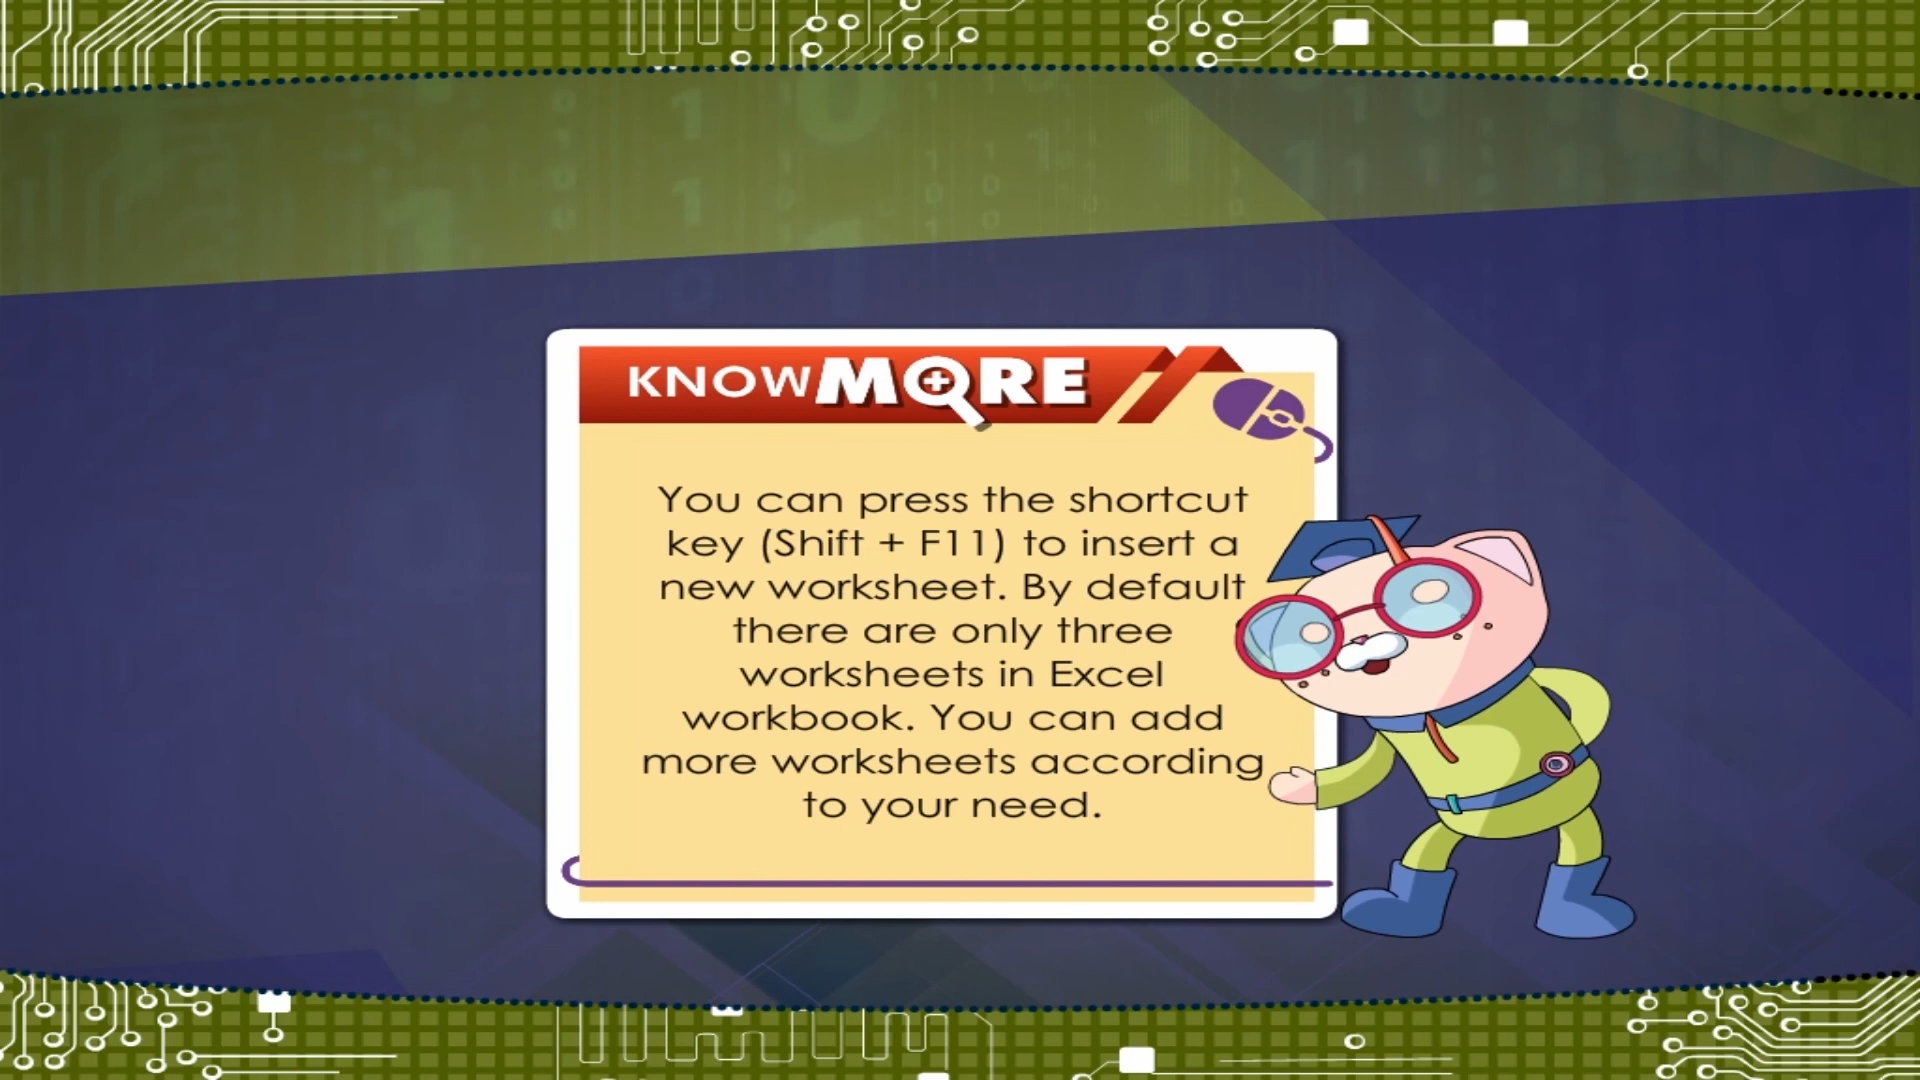 KNOW MORE
You can press the shortcut
key (Shift + F11) to insert a
new worksheet. By default
there are only three
worksheets in Excel
workbook. You can add
more worksheets according
to your need.